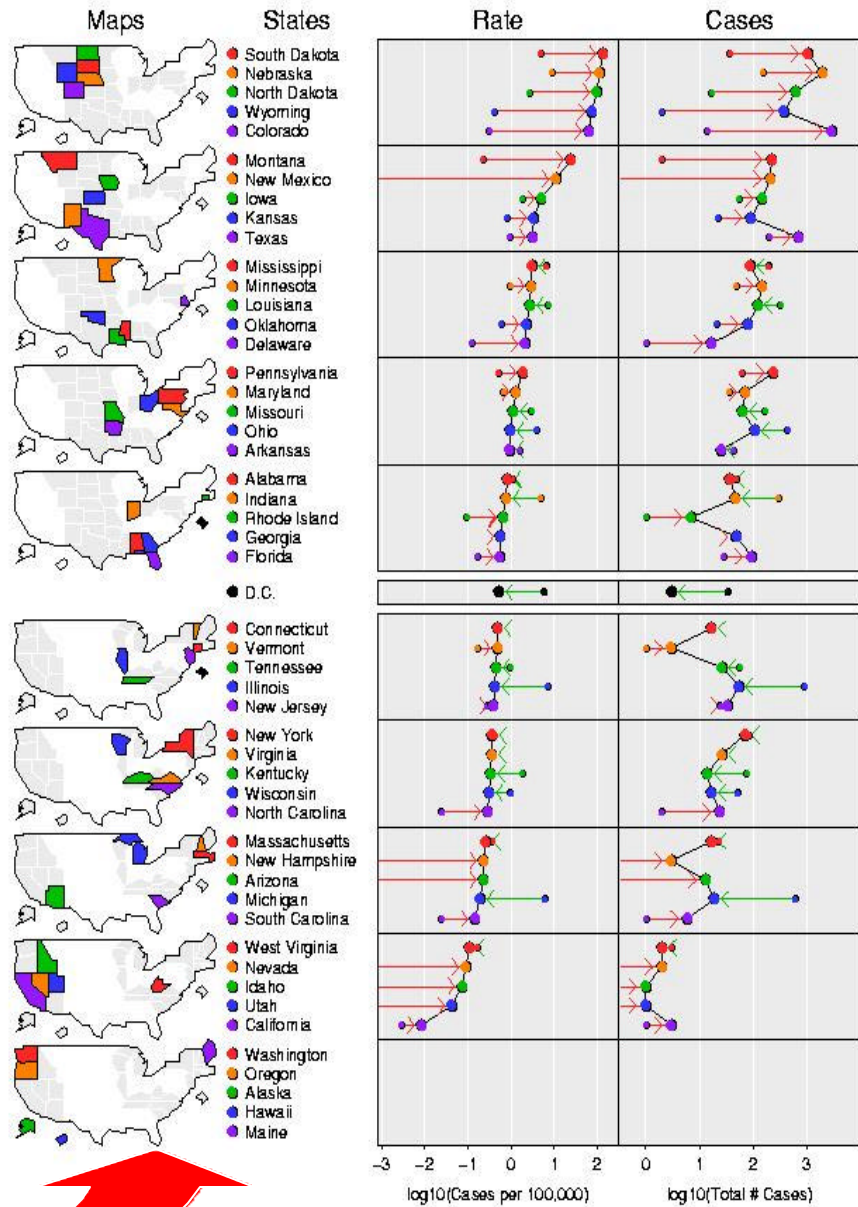 Maps States Rate Cases
South Dakota
Nebraska
North Dakota
Wyoming
Colorado
Montana
New Mexico
Iowa
Kansas
Texas
Mississippi
Minnesota
Louisiana
Oklahoma
Delaware
Pennsylvania
Maryland
Missouri
Ohio
Arkansas
Alabama
Indiana
Rhode Island
Georgia
Florida
D.C.
Connecticut
Vermont
Tennessee
Illinois
New Jersey
New York
Virginia
Kentucky
Wisconsin
North Carolina
Massachusetts
New Hampshire
Arizona
Michigan
South Carolina
West Virginia
Nevada
Idaho
Utah
California
Washington
Oregon
Alaska
Hawaii
Maine
-3 -2 -1 0 1 2 0 1 2 3
log10(Cases per 100,000) log10(Total # Cases)